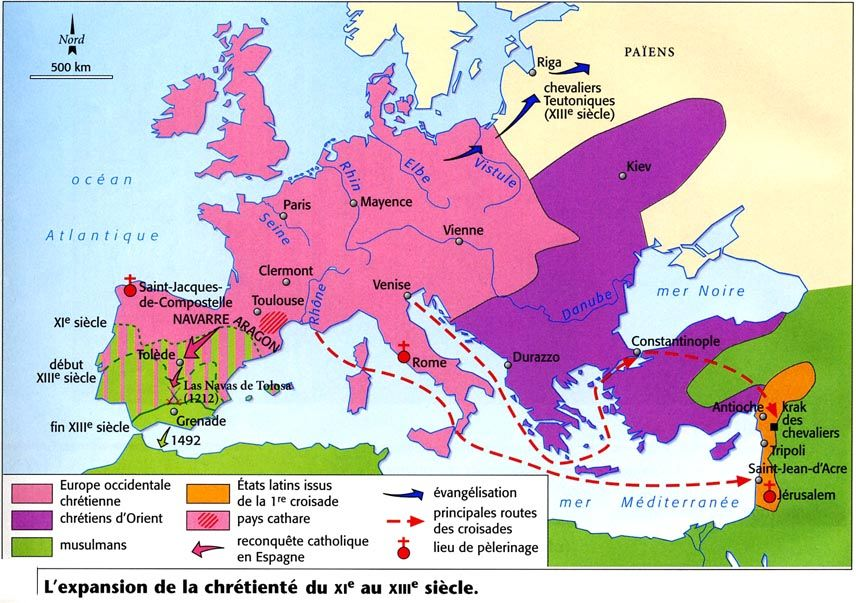 Nord
500 km
PAÏENS
Riga
chevaliers
Teutoniques
(XIIIe siècle)
Kiev
océan
Atlantique
Rhin
Elbe
Vistule
Paris
Seine
Mayence
Vienne
Clermont
Toulouse
Rhône
Venise
Danube
mer Noire
Saint-Jacques-
de-Compostelle
NAVARRE
ARAGON
XIe siècle
début
XIIIe siècle
Tolède
Las Navas de Tolosa
(1212)
Grenade
fin XIIIe siècle
1492
Rome
Durazzo
Constantinople
Antioche
krak
des
chevaliers
Tripoli
Saint-Jean-d'Acre
Jérusalem
mer Méditerranée
Europe occidentale
chrétienne
chrétiens d'Orient
musulmans
États latins issus
de la 1re croisade
pays cathare
reconquête catholique
en Espagne
évangélisation
principales routes
des croisades
lieu de pèlerinage
L'expansion de la chrétienté du XIe au XIIIe siècle.